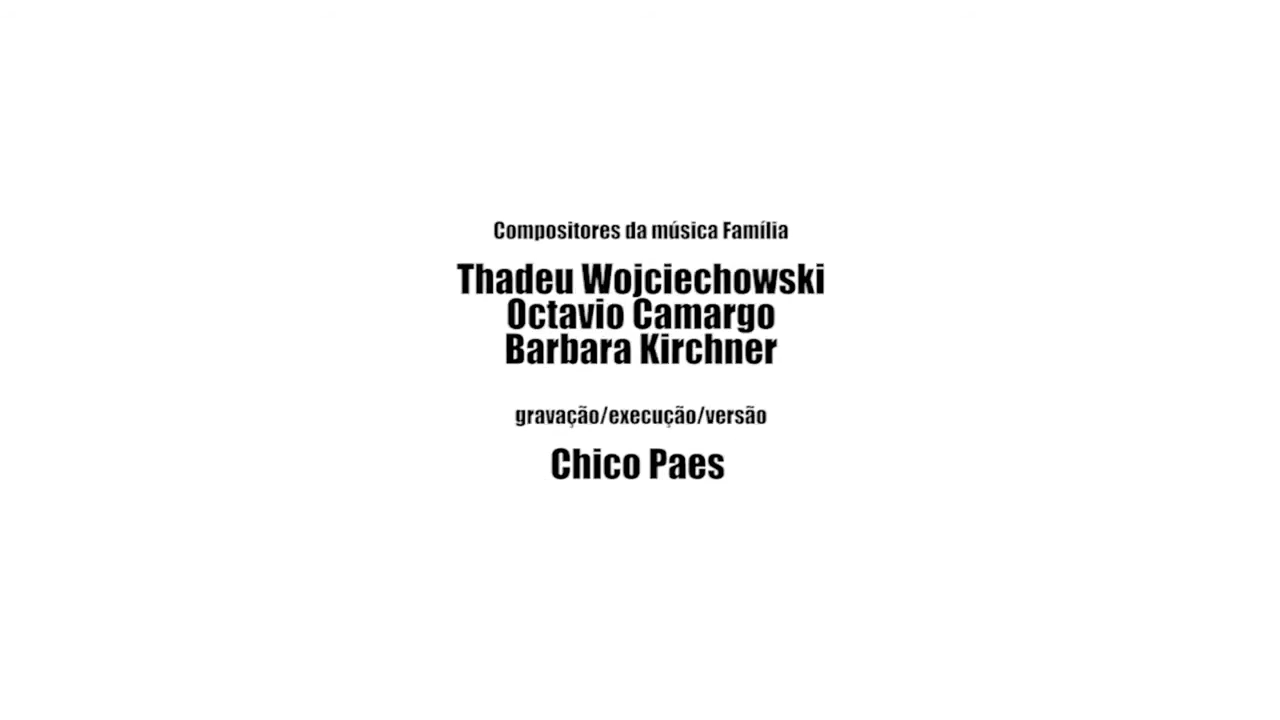 Compositores da música Família
Thadeu Wojciechowski
Octavio Camargo
Barbara Kirchner
gravação/execução/versão
Chico Paes